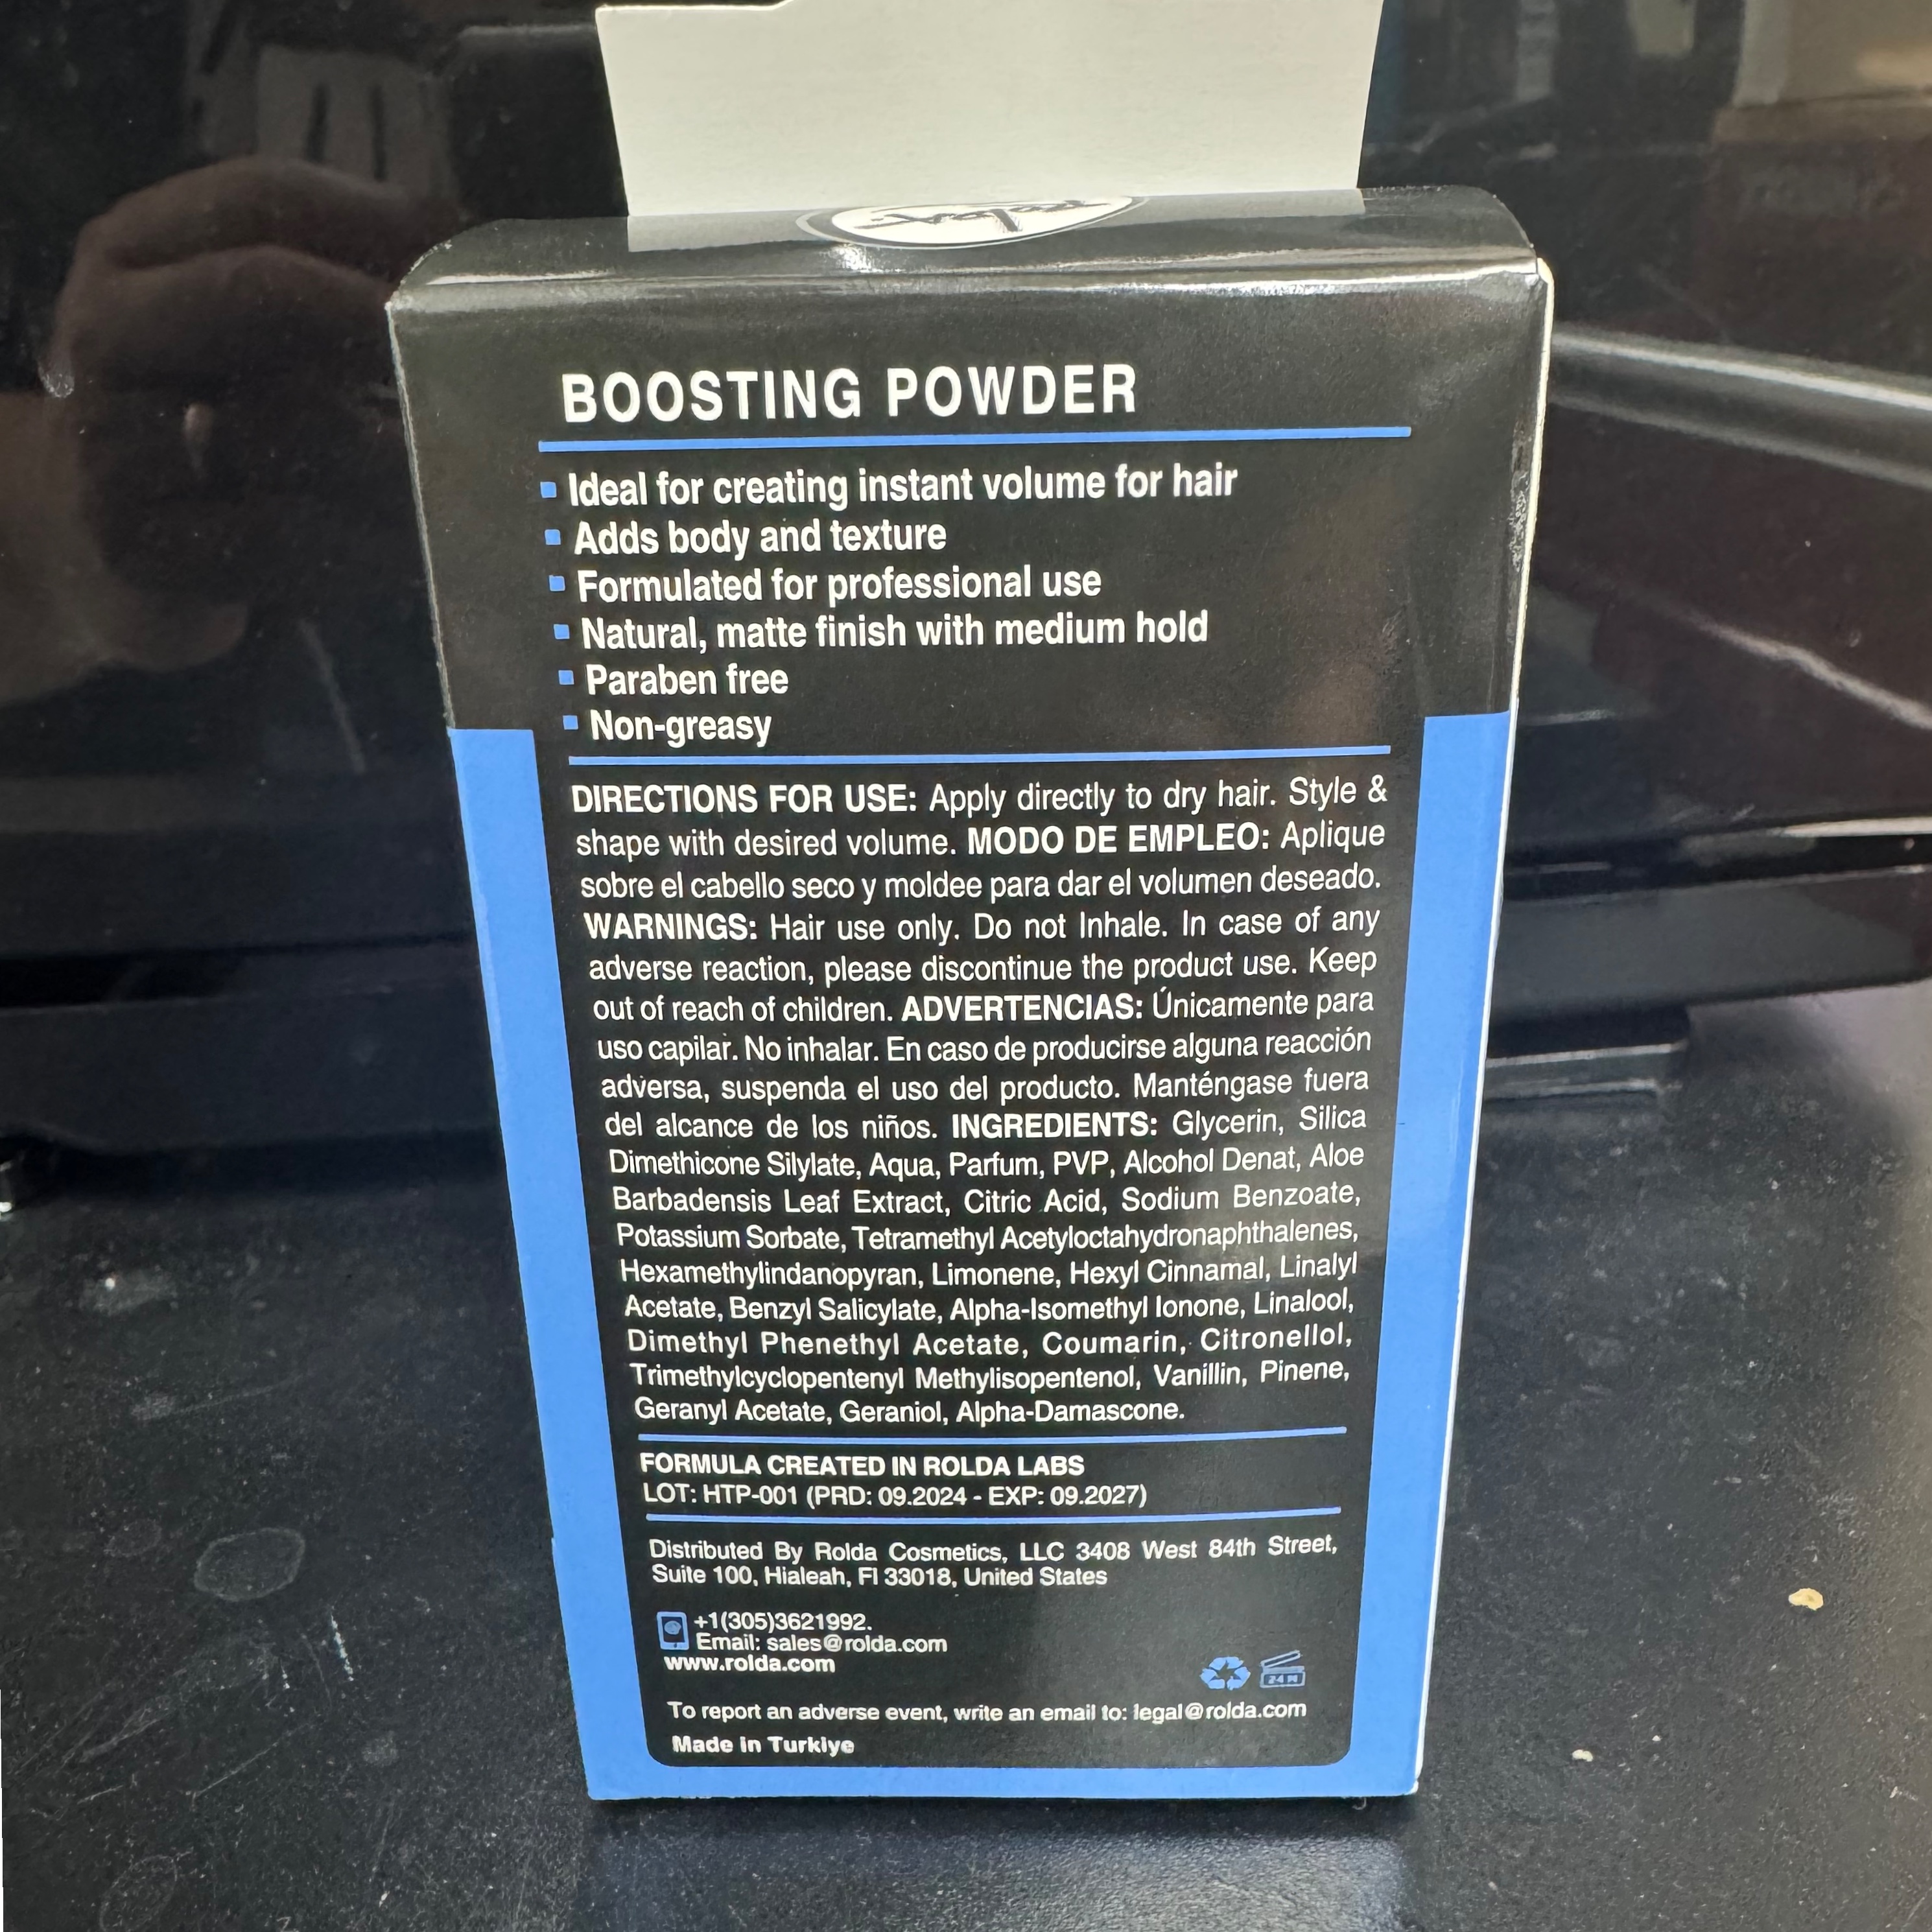 BOOSTING POWDER
Ideal for creating instant volume for hair
Adds body and texture
Formulated for professional use
Natural, matte finish with medium hold
Paraben free
Non-greasy
DIRECTIONS FOR USE: Apply directly to dry hair. Style &
shape with desired volume. MODO DE EMPLEO: Aplique
sobre el cabello seco y moldee para dar el volumen deseado.
WARNINGS: Hair use only. Do not Inhale. In case of any
adverse reaction, please discontinue the product use. Keep
out of reach of children. ADVERTENCIAS: Únicamente para
uso capilar. No inhalar. En caso de producirse alguna reacción
adversa, suspenda el uso del producto. Manténgase fuera
del alcance de los niños. INGREDIENTS: Glycerin, Silica
Dimethicone Silylate, Aqua, Parfum, PVP, Alcohol Denat, Aloe
Barbadensis Leaf Extract, Citric Acid, Sodium Benzoate,
Potassium Sorbate, Tetramethyl Acetyloctahydronaphthalenes,
Hexamethylindanopyran, Limonene, Hexyl Cinnamal, Linalyl
Acetate, Benzyl Salicylate, Alpha-Isomethyl Ionone, Linalool,
Dimethyl Phenethyl Acetate, Coumarin, Citronellol,
Trimethylcyclopentenyl Methylisopentenol, Vanillin, Pinene,
Geranyl Acetate, Geraniol, Alpha-Damascone.
FORMULA CREATED IN ROLDA LABS
LOT: HTP-001 (PRD: 09.2024 - EXP: 09.2027)
Distributed By Rolda Cosmetics, LLC 3408 West 84th Street,
Suite 100, Hialeah, Fl 33018, United States
+1(305)3621992.
Email: sales@rolda.com
www.rolda.com
24 M
To report an adverse event, write an email to: legal@rolda.com
Made in Turkiye